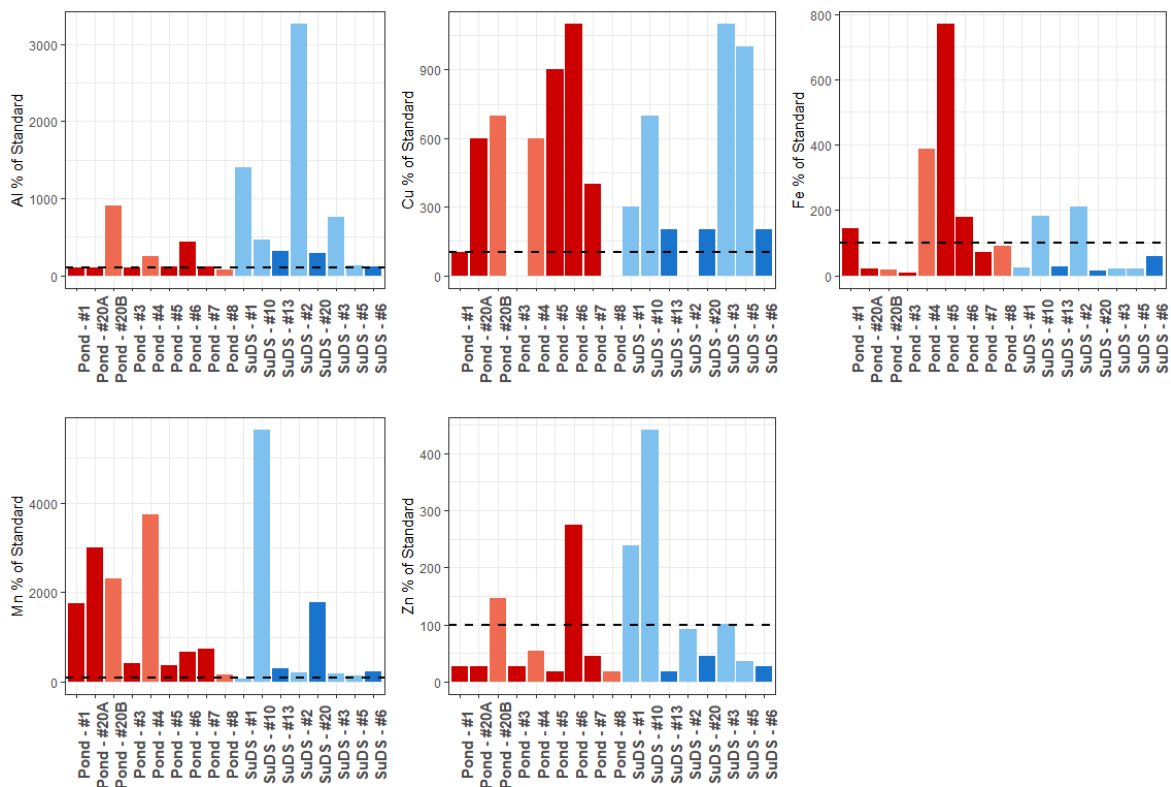 Al % of Standard
3000
2000
1000
0
Pond - #1
Pond - #20A
Pond - #20B
Pond - #3
Pond - #4
Pond - #5
Pond - #6
Pond - #7
Pond - #8
SuDS - #1
SuDS - #10
SuDS - #13
SuDS - #2
SuDS - #20
SuDS - #3
SuDS - #5
SuDS - #6
Cu % of Standard
900
600
300
0
Pond - #1
Pond - #20A
Pond - #20B
Pond - #3
Pond - #4
Pond - #5
Pond - #6
Pond - #7
Pond - #8
SuDS - #1
SuDS - #10
SuDS - #13
SuDS - #2
SuDS - #20
SuDS - #3
SuDS - #5
SuDS - #6
Fe % of Standard
800
600
400
200
0
Pond - #1
Pond - #20A
Pond - #20B
Pond - #3
Pond - #4
Pond - #5
Pond - #6
Pond - #7
Pond - #8
SuDS - #1
SuDS - #10
SuDS - #13
SuDS - #2
SuDS - #20
SuDS - #3
SuDS - #5
SuDS - #6
Mn % of Standard
4000
2000
0
Pond - #1
Pond - #20A
Pond - #20B
Pond - #3
Pond - #4
Pond - #5
Pond - #6
Pond - #7
Pond - #8
SuDS - #1
SuDS - #10
SuDS - #13
SuDS - #2
SuDS - #20
SuDS - #3
SuDS - #5
SuDS - #6
Zn % of Standard
400
300
200
100
0
Pond - #1
Pond - #20A
Pond - #20B
Pond - #3
Pond - #4
Pond - #5
Pond - #6
Pond - #7
Pond - #8
SuDS - #1
SuDS - #10
SuDS - #13
SuDS - #2
SuDS - #20
SuDS - #3
SuDS - #5
SuDS - #6